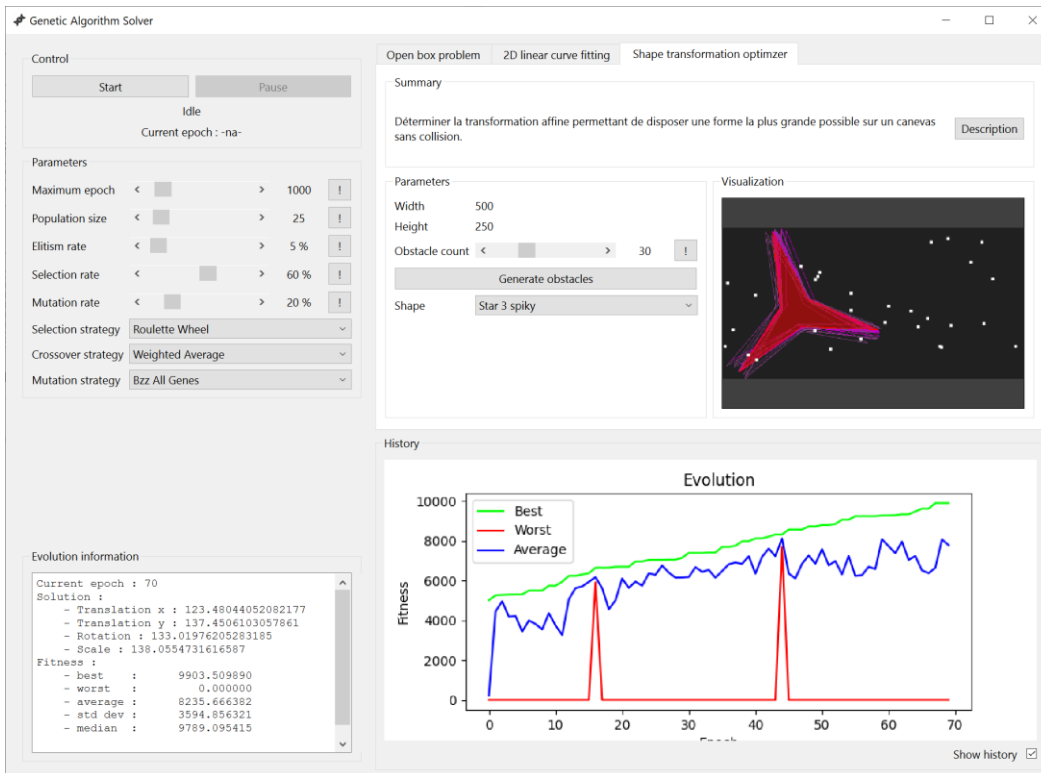 Genetic Algorithm Solver
Control
Start Pause
Idle
Current epoch : -na-
Parameters
Maximum epoch < > 1000 !
Population size < > 25 !
Elitism rate < > 5 % !
Selection rate < > 60 % !
Mutation rate < > 20 % !
Selection strategy Roulette Wheel
Crossover strategy Weighted Average
Mutation strategy Bzz All Genes
Evolution information
Current epoch : 70
Solution :
- Translation x : 123.48044052082177
- Translation y : 137.4506103057861
- Rotation : 133.01976205283185
- Scale : 138.0554731616587
Fitness :
- best : 9903.509890
- worst : 0.000000
- average : 8235.666382
- std dev : 3594.856321
- median : 9789.095415
Open box problem 2D linear curve fitting Shape transformation optimzer
Summary
Déterminer la transformation affine permettant de disposer une forme la plus grande possible sur un canevas
sans collision.
Description
Parameters
Width 500
Height 250
Obstacle count < > 30 !
Generate obstacles
Shape Star 3 spiky
Visualization
History
Evolution
Best
Worst
Average
Fitness
10000
8000
6000
4000
2000
0
0 10 20 30 40 50 60 70
Epoch
Show history